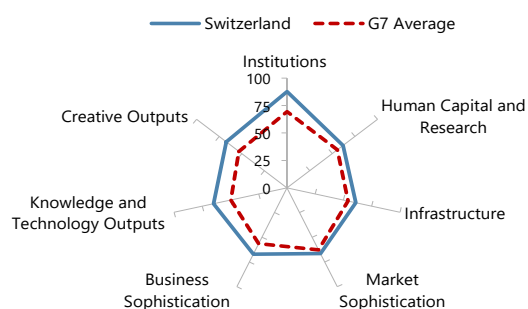 Switzerland G7 Average
Institutions
100
75
50
25
0
Human Capital and
Research
Infrastructure
Market
Sophistication
Business
Sophistication
Knowledge and
Technology Outputs
Creative Outputs